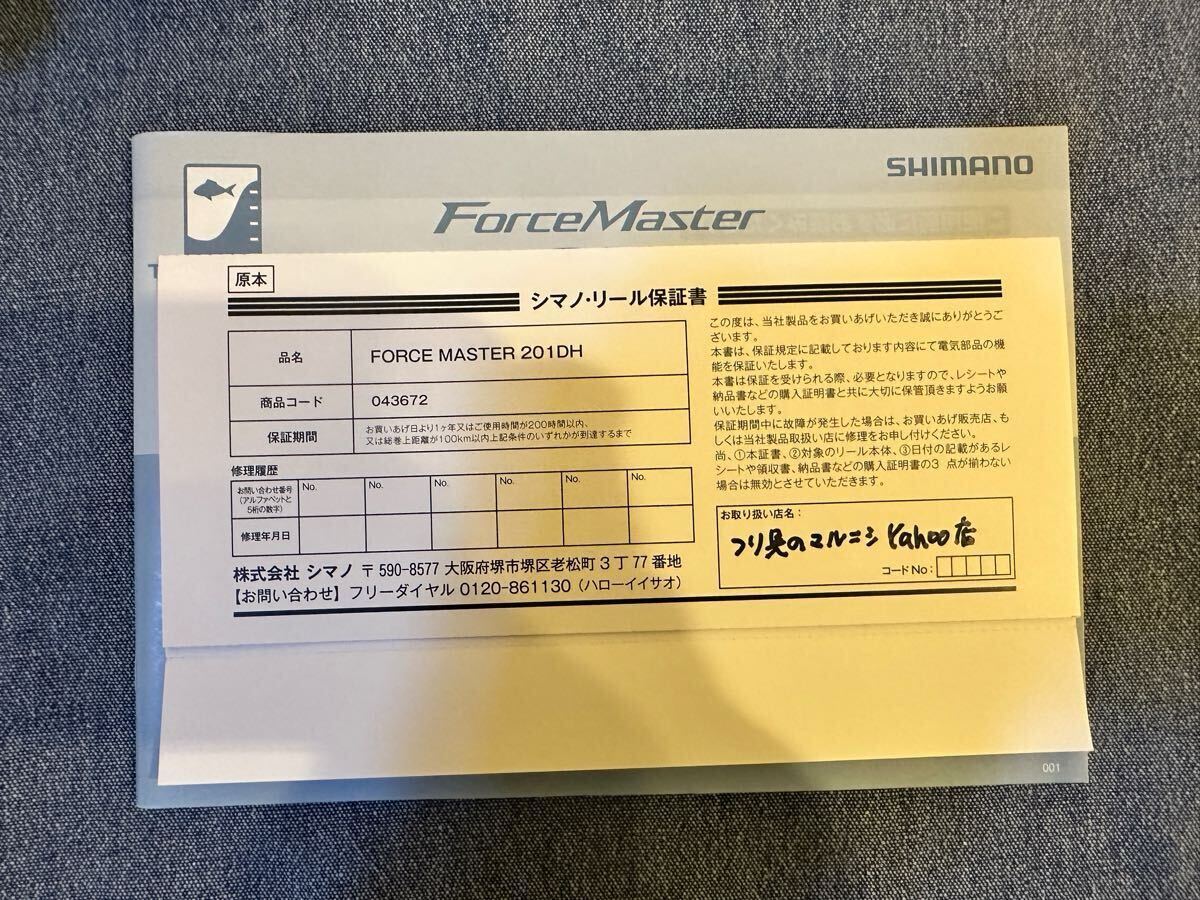 SHIMANO
ForceMaster
T
原本
シマノ・リール保証書
品名 FORCE MASTER 201DH
商品コード 043672
保証期間 お買いあげ日より1ヶ年又はご使用時間が200時間以内、
又は総巻上距離が100km以内上記条件のいずれかが到達するまで
修理履歴
お問い合わせ番号
(アルファベットと
5桁の数字)
No. No. No. No. No. No.
修理年月日
株式会社 シマノ 〒590-8577 大阪府堺市堺区老松町3丁77番地
【お問い合わせ】フリーダイヤル 0120-861130(ハローイイサオ)
この度は、当社製品をお買いあげいただき誠にありがとうご
ざいます。
本書は、保証規定に記載しております内容にて電気部品の機
能を保証いたします。
本書は保証を受けられる際、必要となりますので、レシートや
納品書などの購入証明書と共に大切に保管頂きますようお願
いいたします。
保証期間中に故障が発生した場合は、お買いあげ販売店、も
しくは当社製品取扱い店に修理をお申し付けください。
尚、①本証書、②対象のリール本体、③日付の記載があるレ
シートや領収書、納品書などの購入証明書の3 点が揃わない
場合は無効とさせていただきます。
お取り扱い店名:
つり具のマルニシ Yahoo店
コードNo:
001